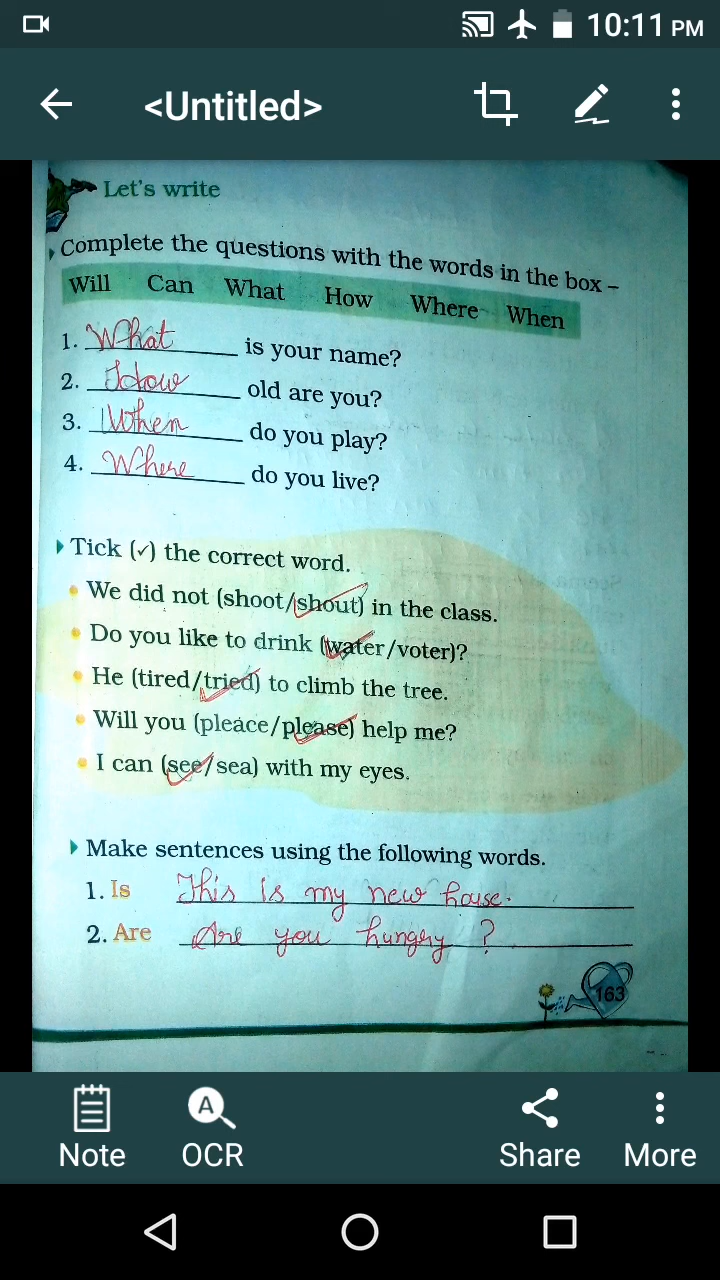 10:11 PM
<Untitled>
Let's write
Complete the questions with the words in the box –
Will Can What How Where When
1. What is your name?
2. How old are you?
3. When do you play?
4. Where do you live?
Tick (✓) the correct word.
We did not (shoot/shout) in the class.
Do you like to drink (water/voter)?
He (tired/tried) to climb the tree.
Will you (pleace/please) help me?
I can (see/sea) with my eyes.
Make sentences using the following words.
1. Is This is my new house.
2. Are Are you hungry ?
163
A
Note OCR Share More